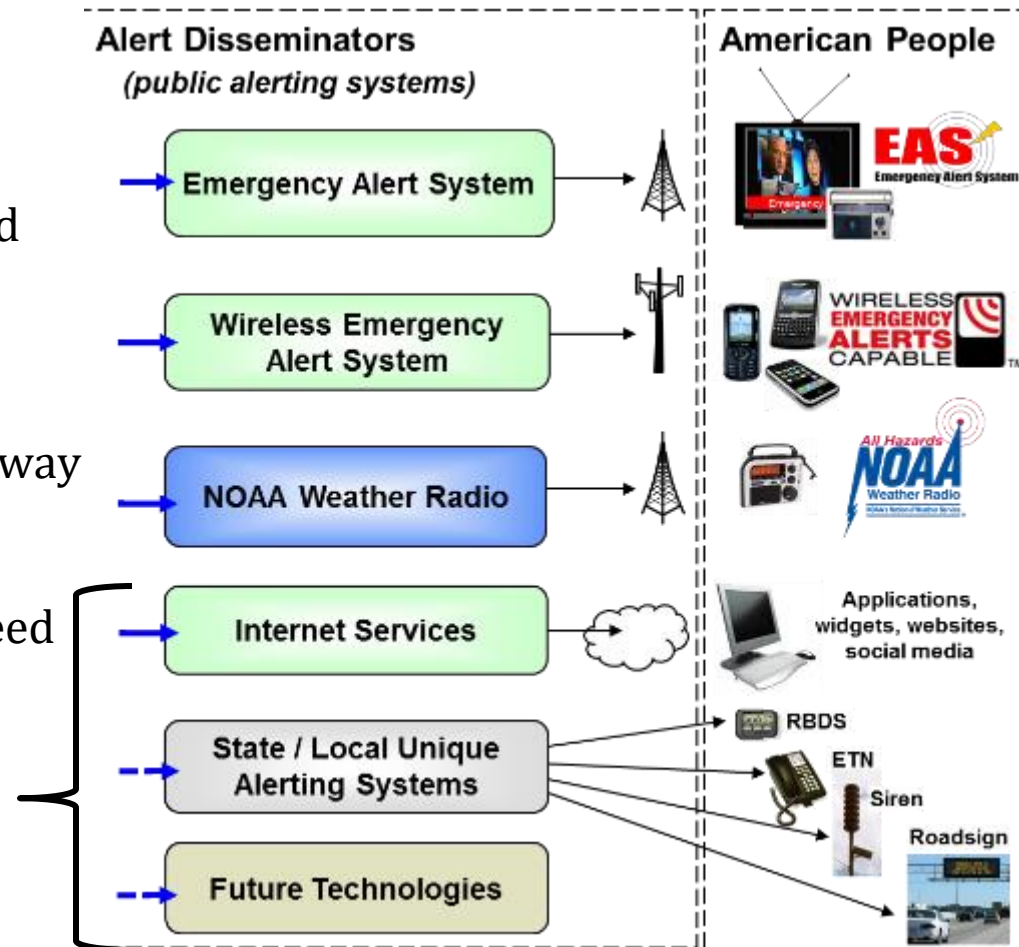 Alert Disseminators
(public alerting systems)
American People
Emergency Alert System
Emergency
EAS
Emergency Alert System
d
Wireless Emergency
Alert System
WIRELESS
EMERGENCY
ALERTS
CAPABLE
TM
way
NOAA Weather Radio
All Hazards
NOAA
Weather Radio
eed
Internet Services
Applications,
widgets, websites,
social media
State / Local Unique
Alerting Systems
RBDS
ETN
Siren
Roadsign
Future Technologies